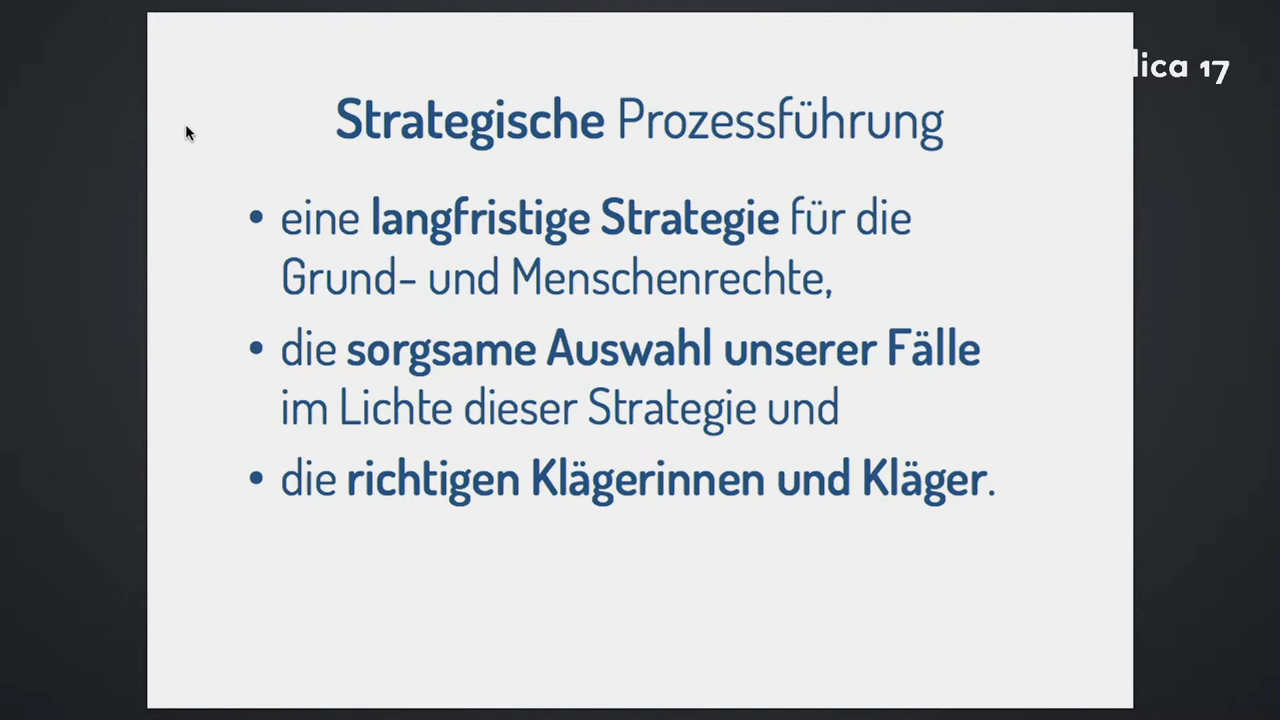 lica 17
Strategische Prozessführung
• eine langfristige Strategie für die
Grund- und Menschenrechte,
• die sorgsame Auswahl unserer Fälle
im Lichte dieser Strategie und
• die richtigen Klägerinnen und Kläger.